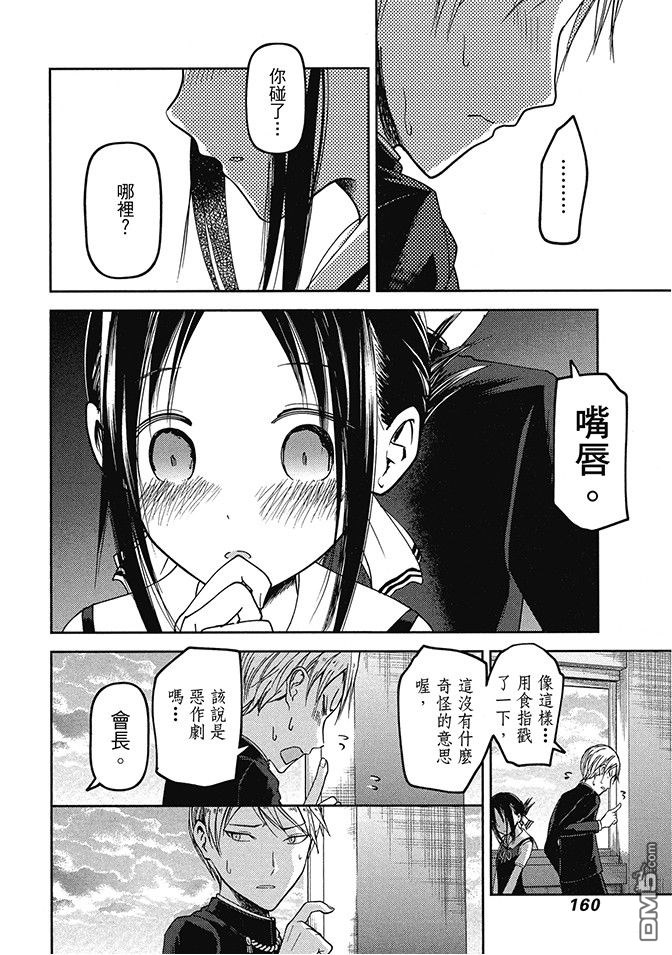 ………
你碰了…
哪裡？
嘴唇。
像這樣…
用食指戳
了一下，
這沒有什麼
奇怪的意思
喔，
該說是
惡作劇
嗎…
會長。
160
DM5